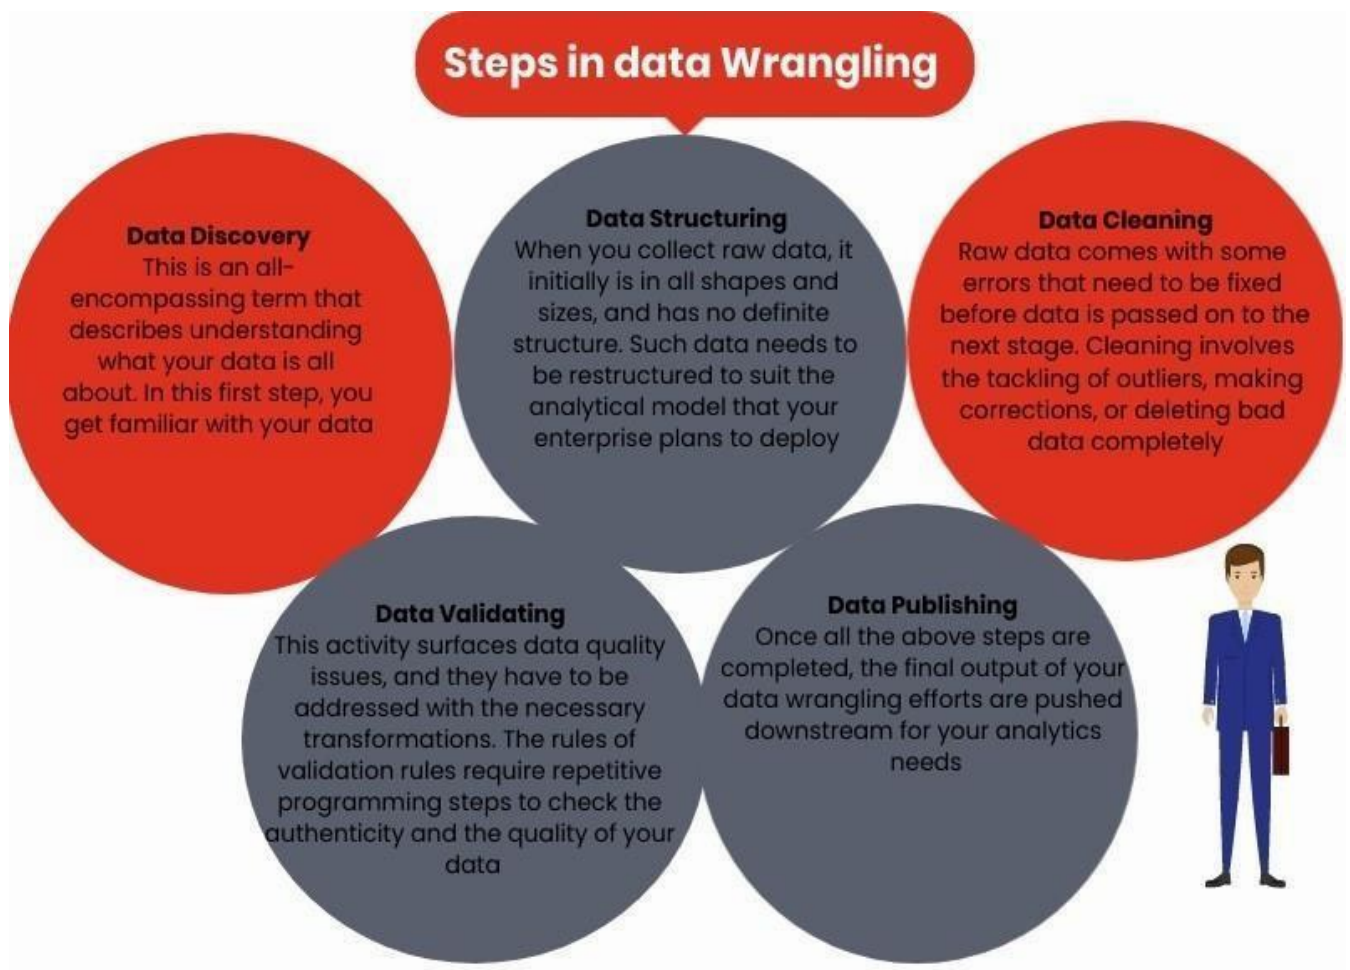 Steps in data Wrangling
Data Discovery
This is an all-
encompassing term that
describes understanding
what your data is all
about. In this first step, you
get familiar with your data
Data Structuring
When you collect raw data, it
initially is in all shapes and
sizes, and has no definite
structure. Such data needs to
be restructured to suit the
analytical model that your
enterprise plans to deploy
Data Cleaning
Raw data comes with some
errors that need to be fixed
before data is passed on to the
next stage. Cleaning involves
the tackling of outliers, making
corrections, or deleting bad
data completely
Data Validating
This activity surfaces data quality
issues, and they have to be
addressed with the necessary
transformations. The rules of
validation rules require repetitive
programming steps to check the
authenticity and the quality of your
data
Data Publishing
Once all the above steps are
completed, the final output of your
data wrangling efforts are pushed
downstream for your analytics
needs